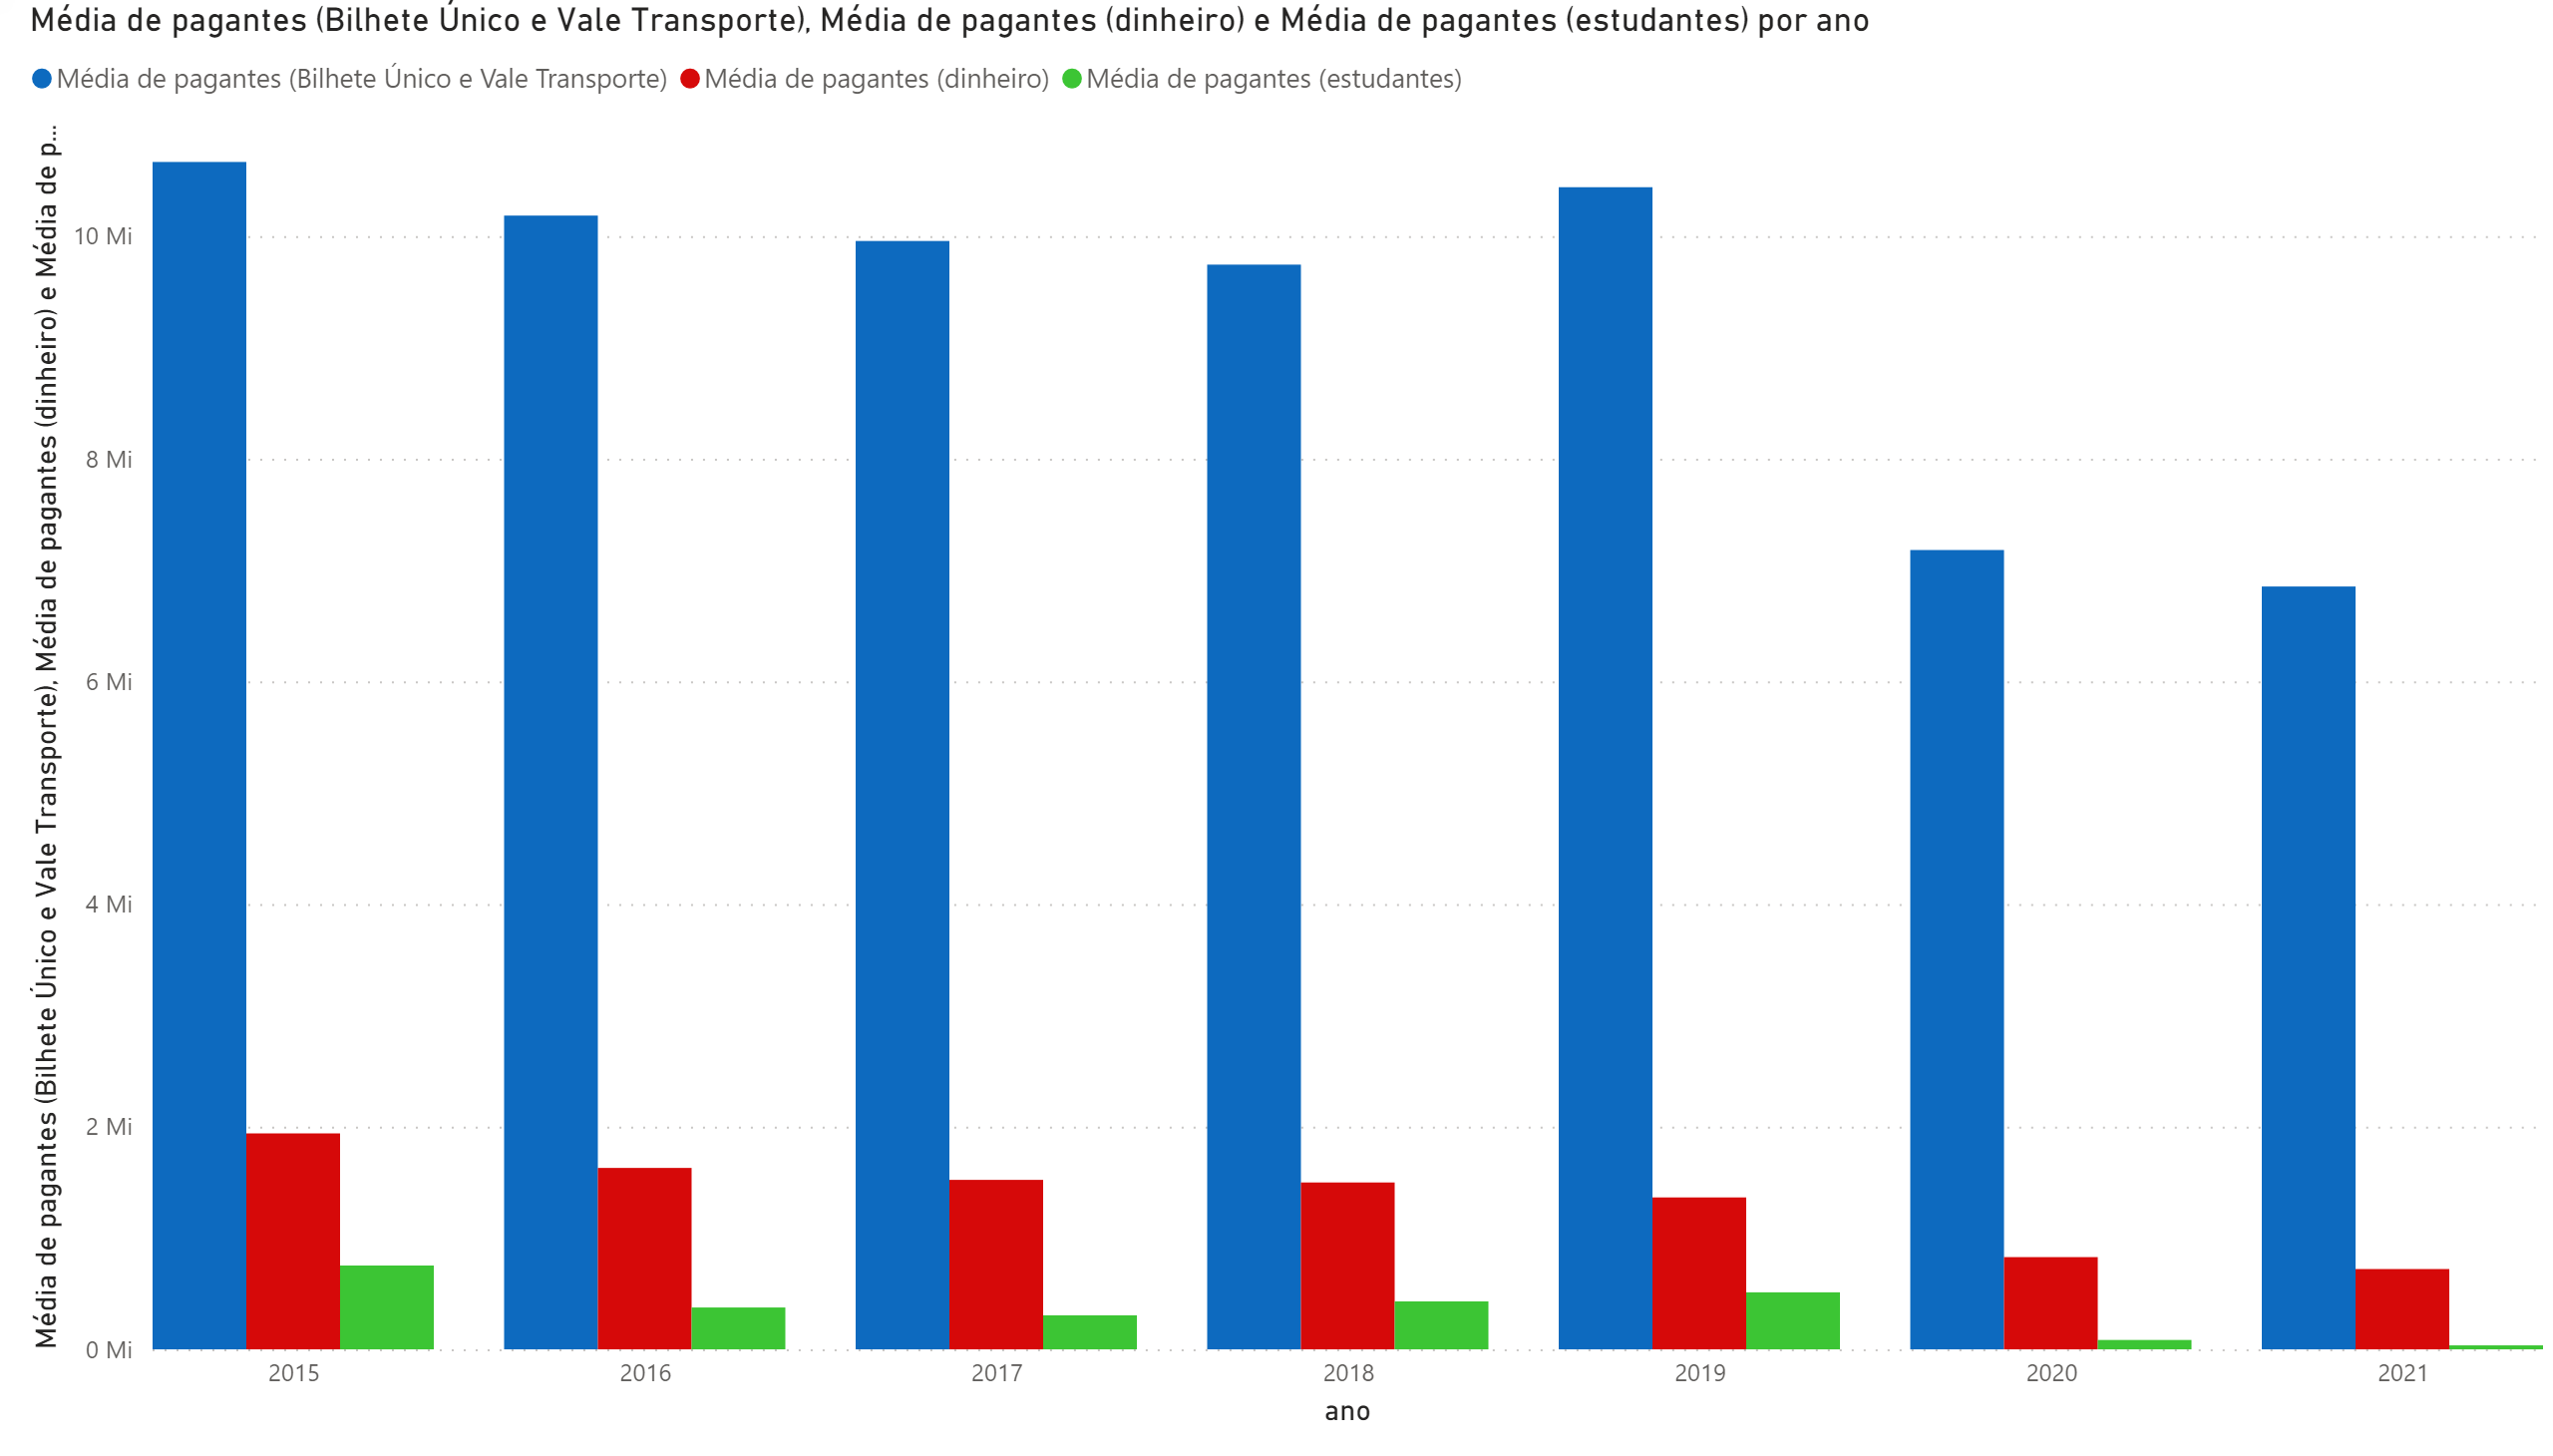 Média de pagantes (Bilhete Único e Vale Transporte), Média de pagantes (dinheiro) e Média de pagantes (estudantes) por ano
Média de pagantes (Bilhete Único e Vale Transporte) Média de pagantes (dinheiro) Média de pagantes (estudantes)
Média de pagantes (Bilhete Único e Vale Transporte), Média de pagantes (dinheiro) e Média de p...
10 Mi
8 Mi
6 Mi
4 Mi
2 Mi
0 Mi
2015 2016 2017 2018 2019 2020 2021
ano